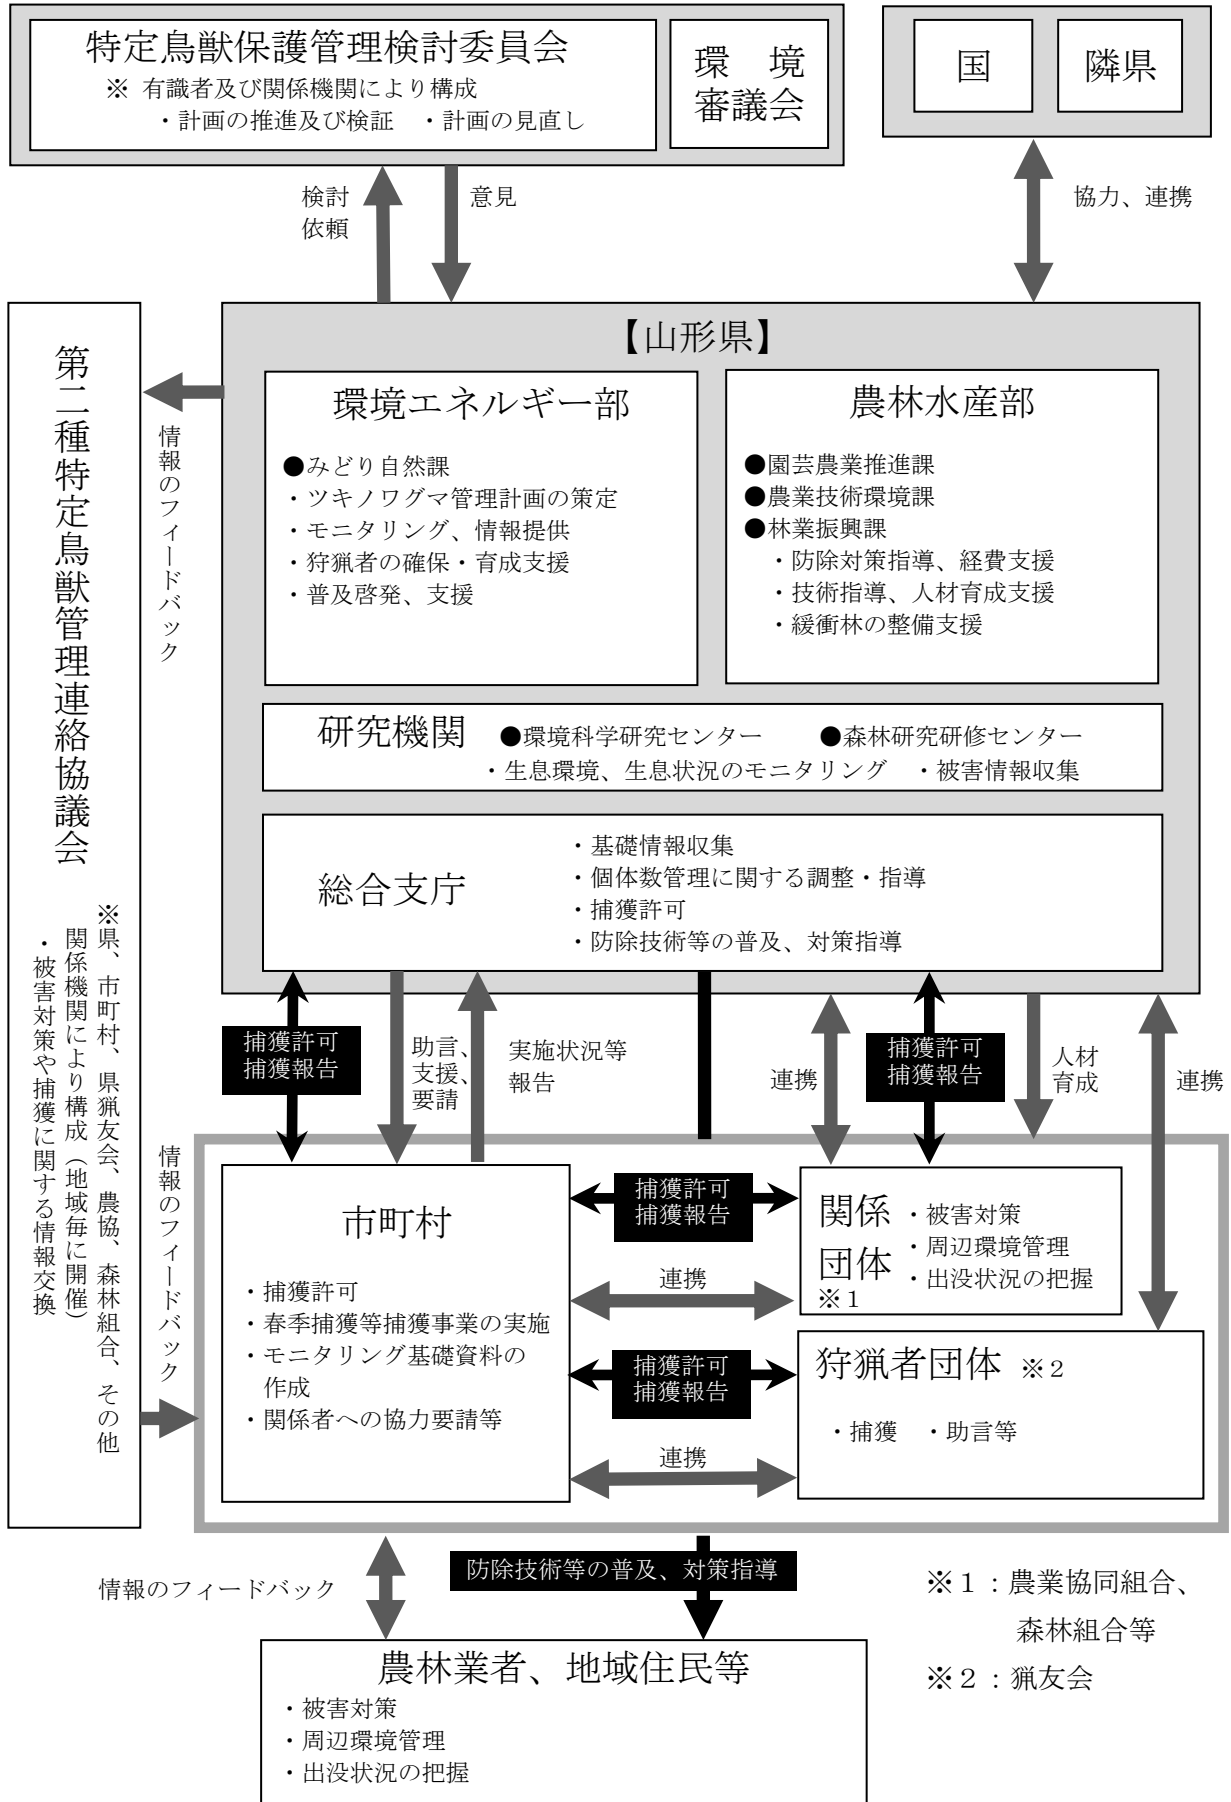 特定鳥獣保護管理検討委員会
※ 有識者及び関係機関により構成
・計画の推進及び検証　・計画の見直し
環　境
審議会
国
隣県
検討
依頼
意見
協力、連携
【山形県】
環境エネルギー部
●みどり自然課
・ツキノワグマ管理計画の策定
・モニタリング、情報提供
・狩猟者の確保・育成支援
・普及啓発、支援
農林水産部
●園芸農業推進課
●農業技術環境課
●林業振興課
・防除対策指導、経費支援
・技術指導、人材育成支援
・緩衝林の整備支援
研究機関　●環境科学研究センター　　●森林研究研修センター
・生息環境、生息状況のモニタリング　・被害情報収集
総合支庁
・基礎情報収集
・個体数管理に関する調整・指導
・捕獲許可
・防除技術等の普及、対策指導
第二種特定鳥獣管理連絡協議会
※県、市町村、県猟友会、農協、森林組合、その他
関係機関により構成（地域毎に開催）
・被害対策や捕獲に関する情報交換
情報のフィードバック
情報のフィードバック
捕獲許可
捕獲報告
助言、
支援、
要請
実施状況等
報告
連携
捕獲許可
捕獲報告
人材
育成
連携
市町村
・捕獲許可
・春季捕獲等捕獲事業の実施
・モニタリング基礎資料の
作成
・関係者への協力要請等
捕獲許可
捕獲報告
連携
捕獲許可
捕獲報告
連携
関係
団体
※１
・被害対策
・周辺環境管理
・出没状況の把握
狩猟者団体 ※２
・捕獲　・助言等
情報のフィードバック
防除技術等の普及、対策指導
農林業者、地域住民等
・被害対策
・周辺環境管理
・出没状況の把握
※１：農業協同組合、
森林組合等
※２：猟友会